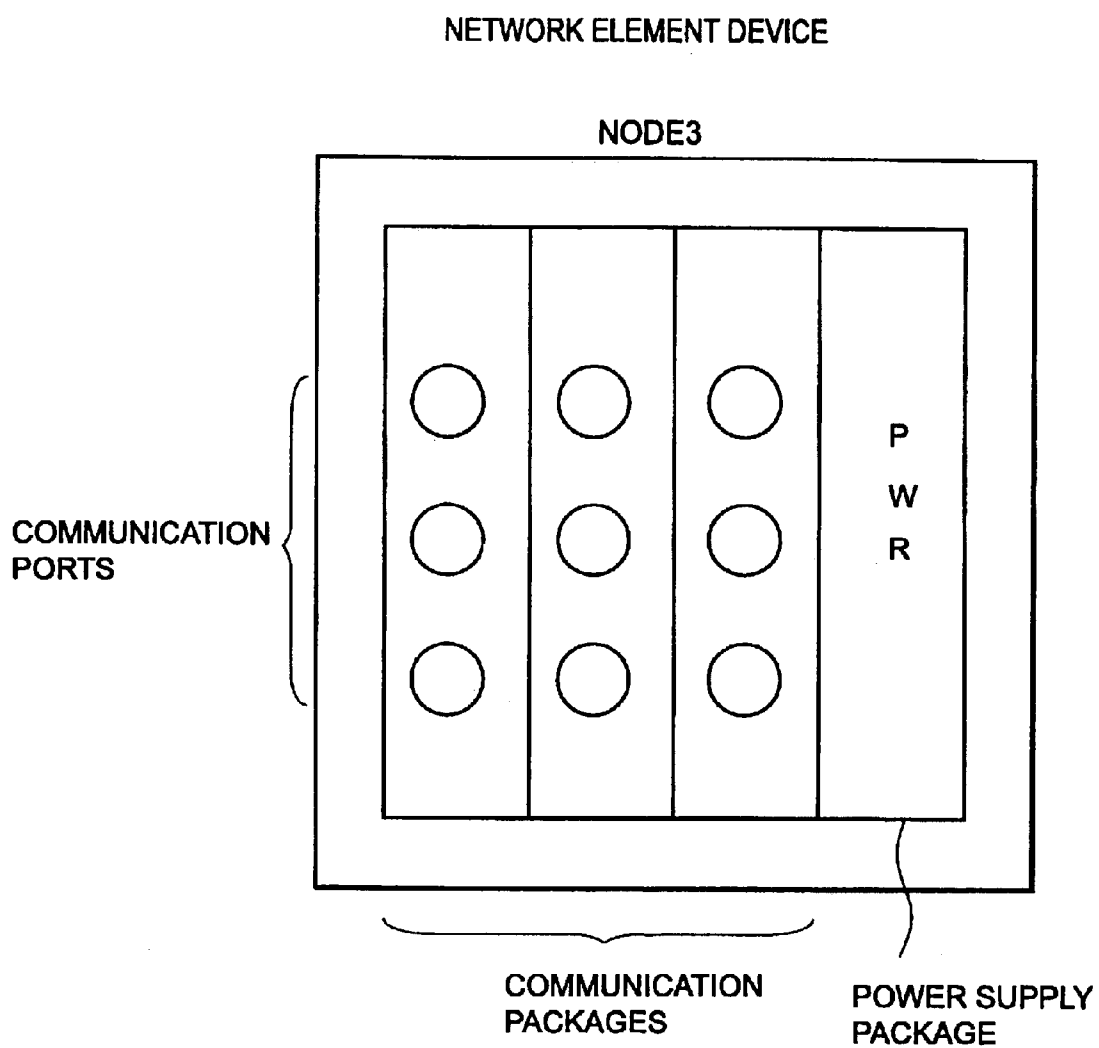 NETWORK ELEMENT DEVICE
NODE3
P
W
R
COMMUNICATION
PORTS
COMMUNICATION
PACKAGES
POWER SUPPLY
PACKAGE